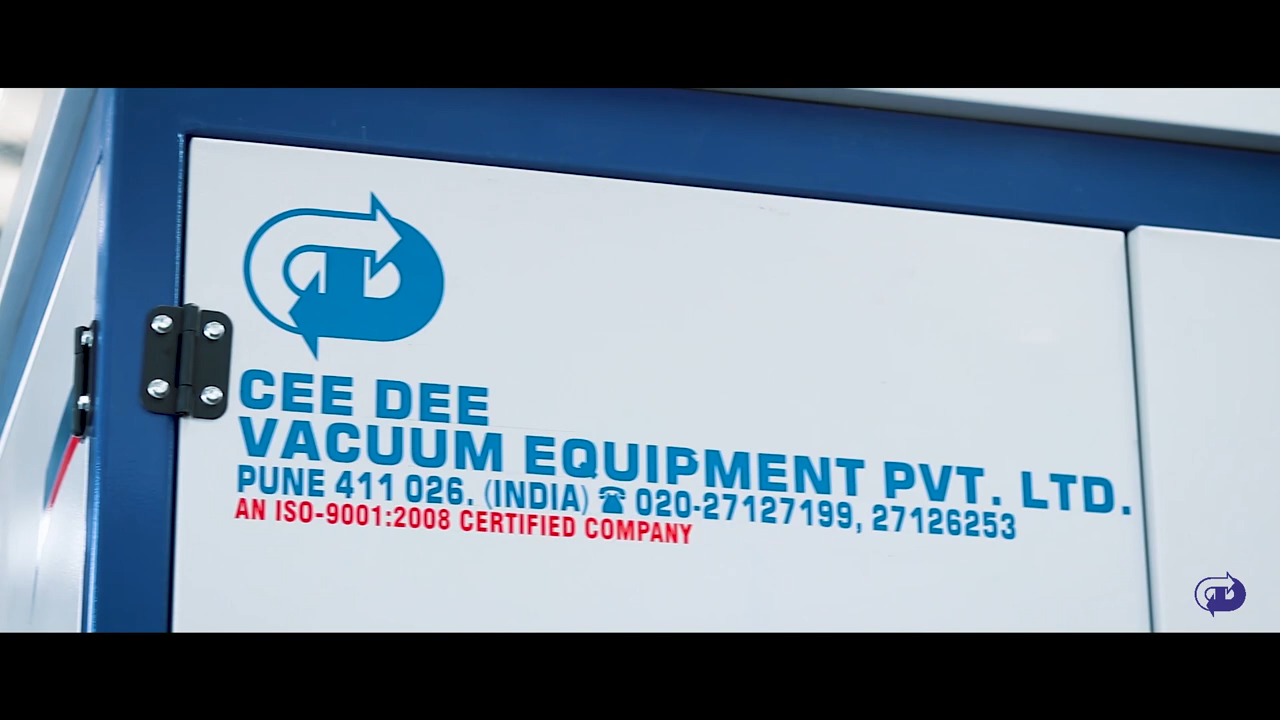 CEE DEE
VACUUM EQUIPMENT PVT. LTD.
PUNE 411 026. (INDIA) ☎ 020-27127199, 27126253
AN ISO-9001:2008 CERTIFIED COMPANY